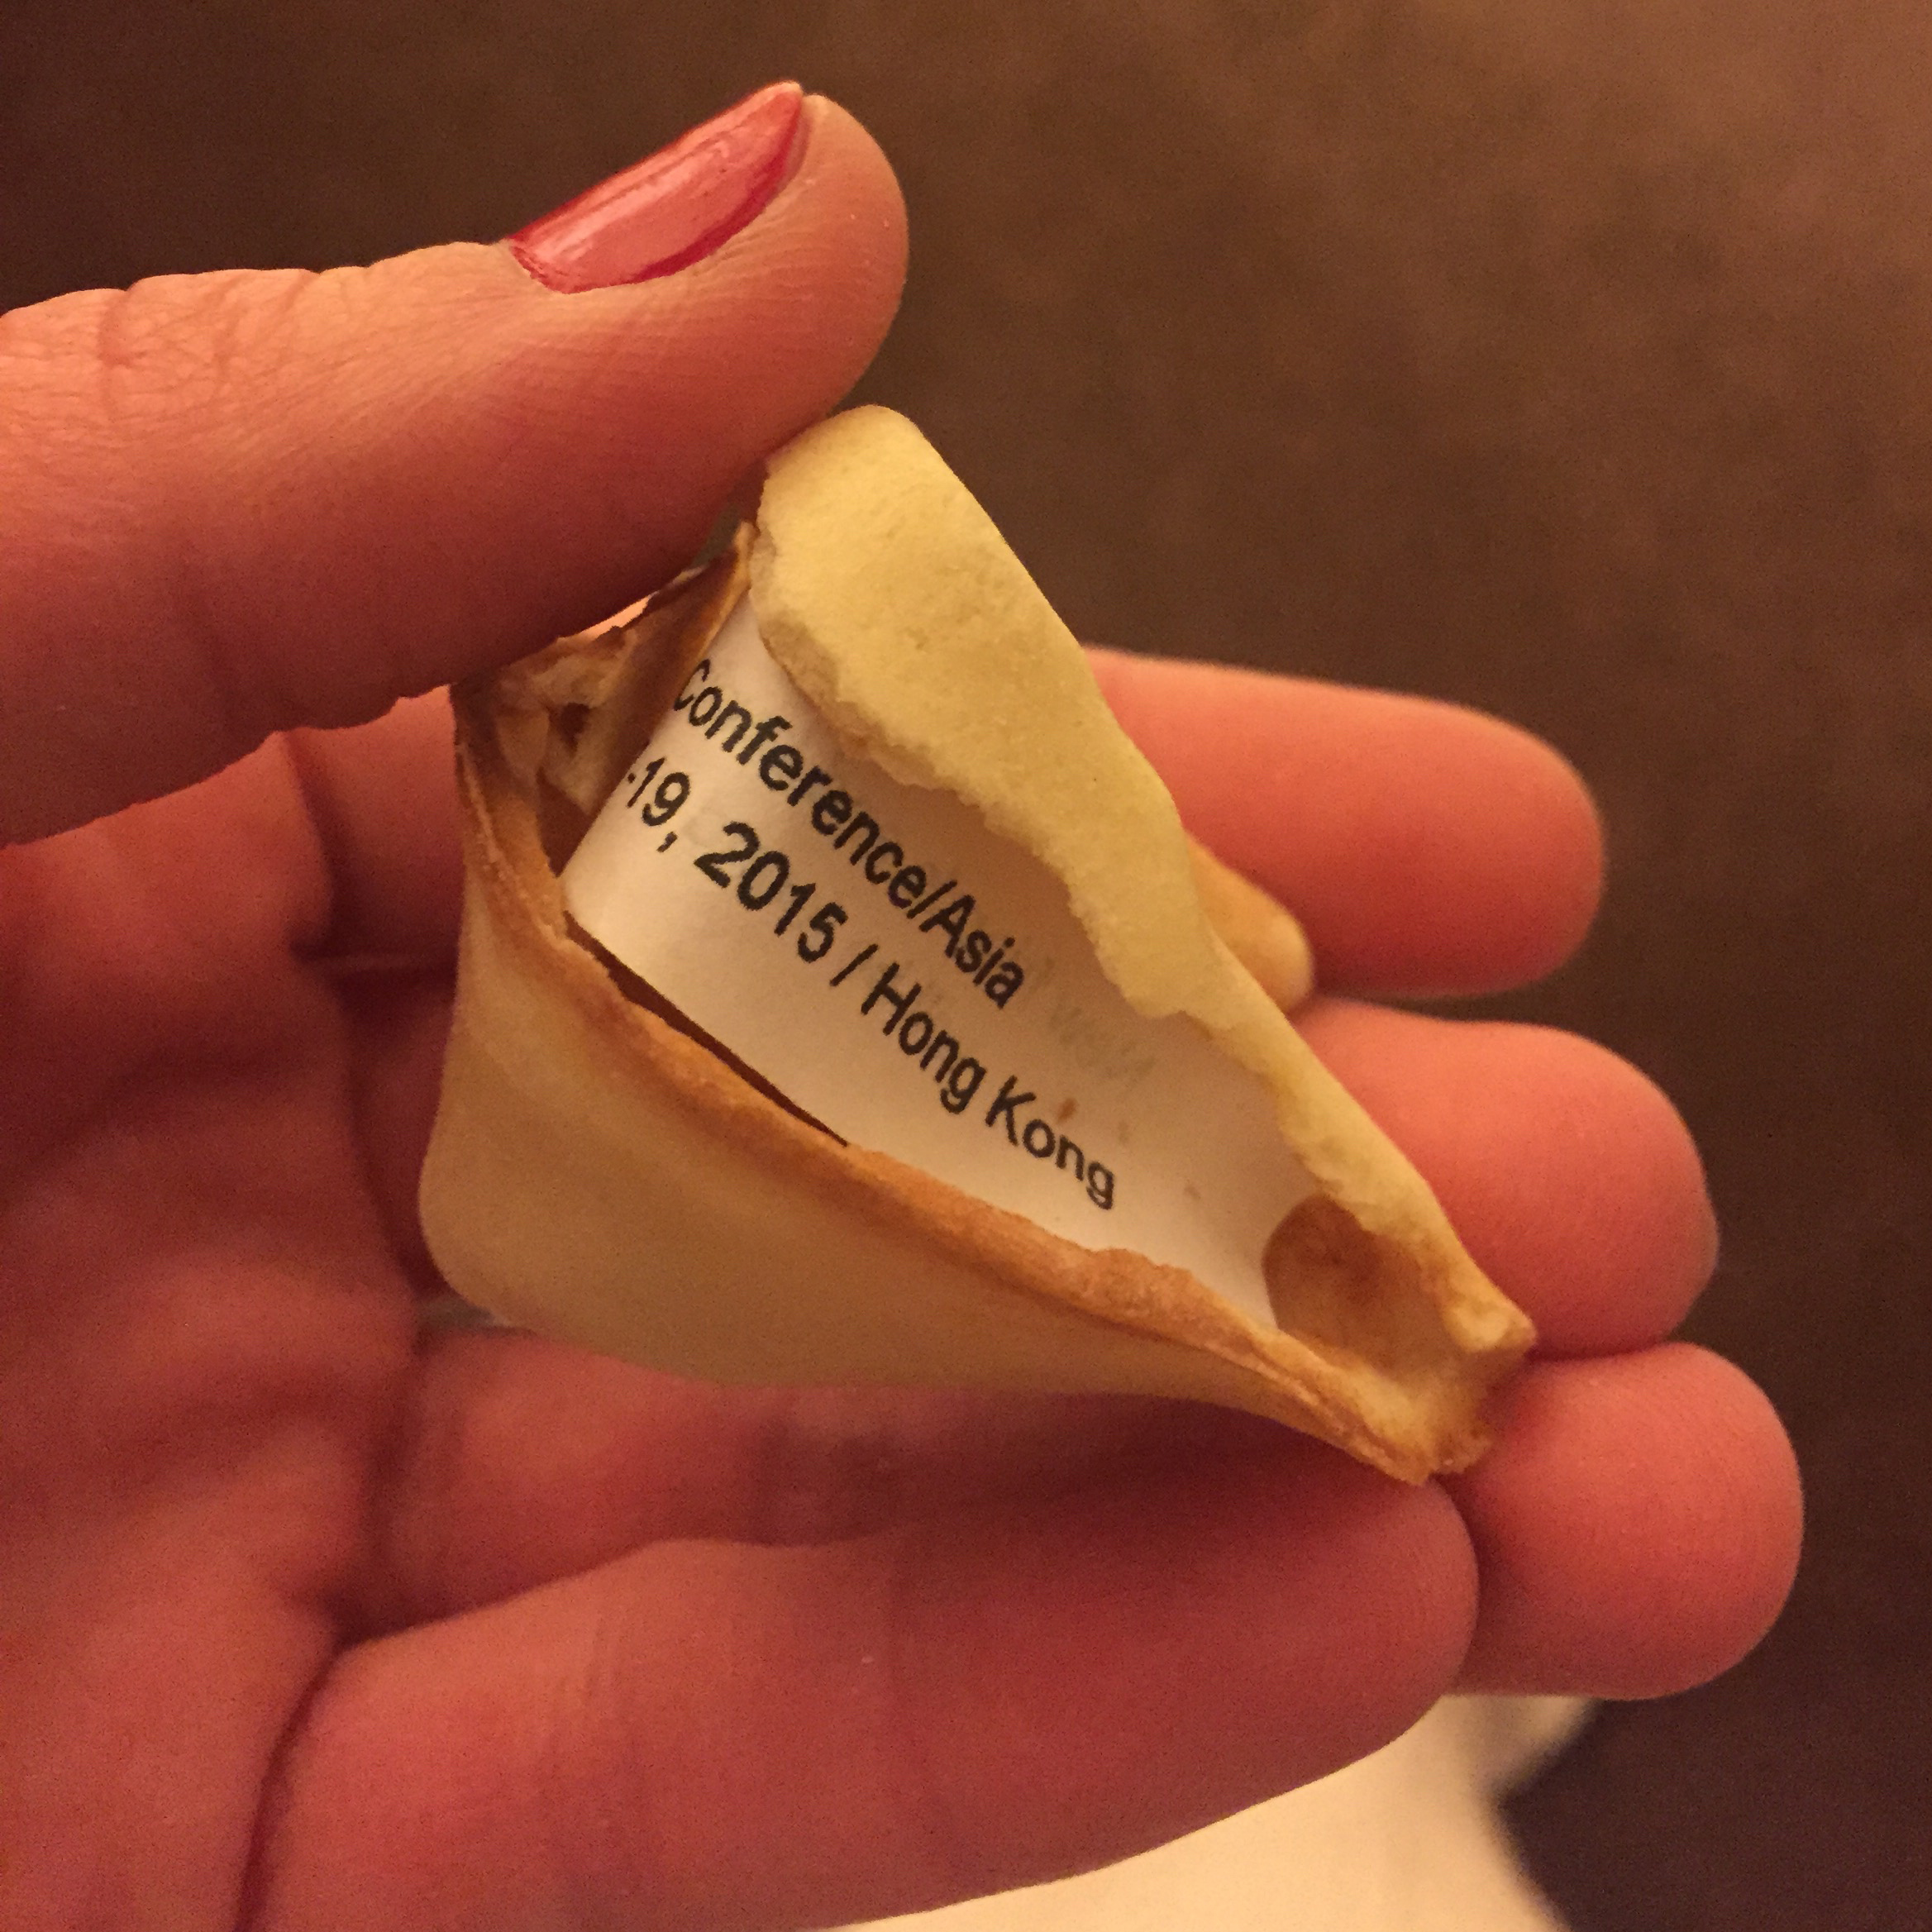 Conference/Asia
-19, 2015 / Hong Kong